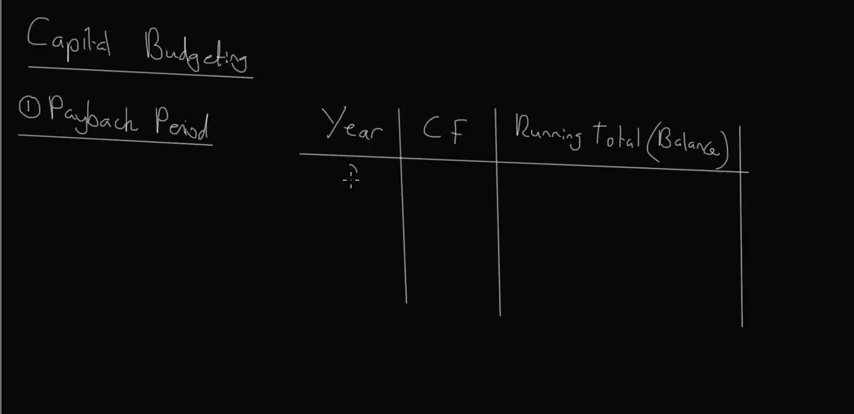 Capital Budgeting
① Payback Period
Year CF Running Total (Balance)